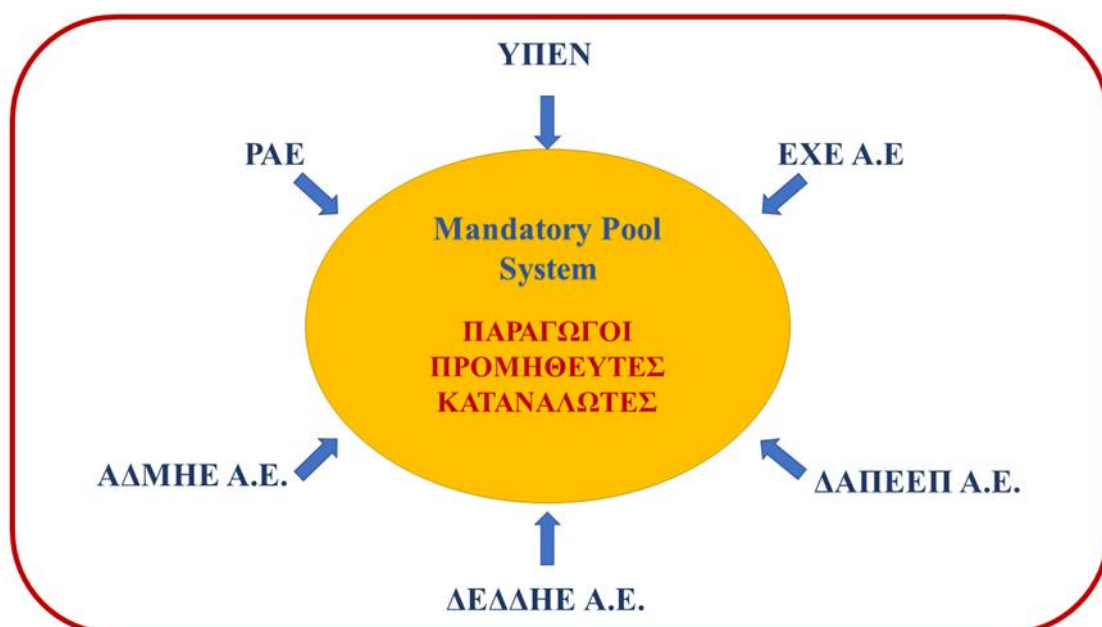 ΥΠΕΝ
ΡΑΕ
ΕΧΕ Α.Ε
Mandatory Pool
System
ΠΑΡΑΓΩΓΟΙ
ΠΡΟΜΗΘΕΥΤΕΣ
ΚΑΤΑΝΑΛΩΤΕΣ
ΑΔΜΗΕ Α.Ε.
ΔΑΠΕΕΠ Α.Ε.
ΔΕΔΔΗΕ Α.Ε.